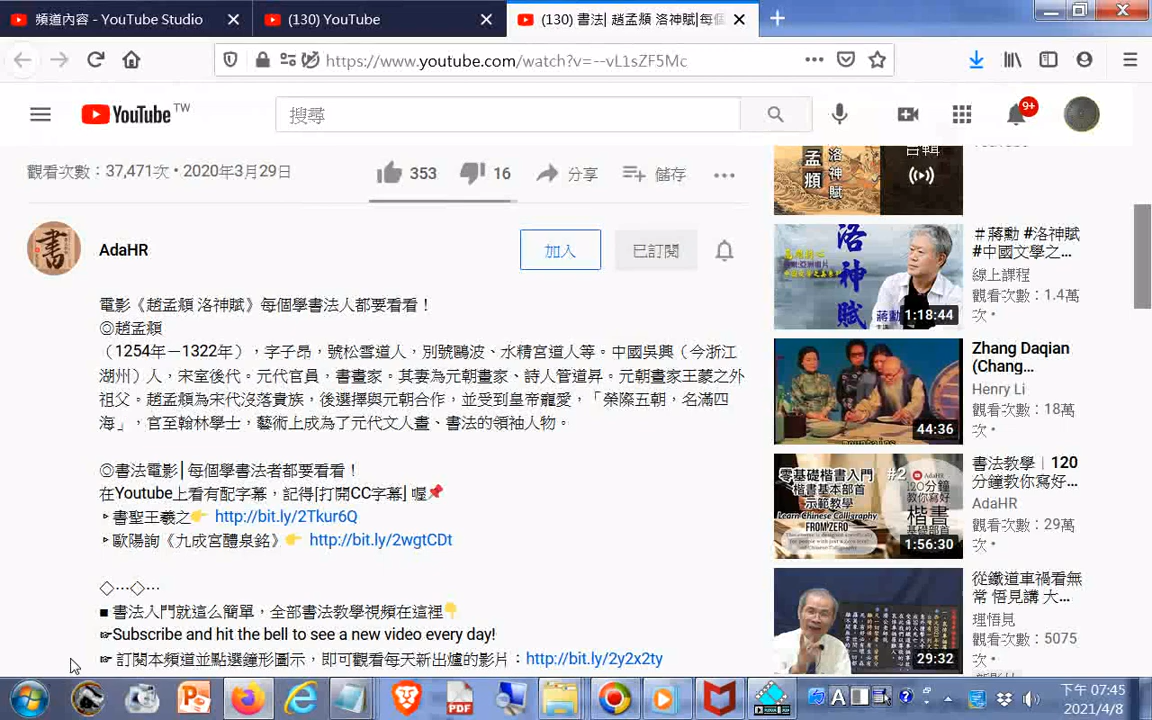 頻道內容 - YouTube Studio
(130) YouTube
(130) 書法| 趙孟頫 洛神賦|每個
https://www.youtube.com/watch?v=--vL1sZF5Mc
YouTube TW
搜尋
9+
觀看次數：37,471次 • 2020年3月29日
353
16
分享
儲存
AdaHR
加入
已訂閱
電影《趙孟頫 洛神賦》每個學書法人都要看看！
◎趙孟頫
（1254年－1322年），字子昂，號松雪道人，別號鷗波、水精宮道人等。中國吳興（今浙江
湖州）人，宋室後代。元代官員，書畫家。其妻為元朝畫家、詩人管道昇。元朝畫家王蒙之外
祖父。趙孟頫為宋代沒落貴族，後選擇與元朝合作，並受到皇帝寵愛，「榮際五朝，名滿四
海」，官至翰林學士，藝術上成為了元代文人畫、書法的領袖人物。
◎書法電影|每個學書法者都要看看！
在Youtube上看有配字幕，記得|打開CC字幕| 喔📌
‣書聖王羲之👉 http://bit.ly/2Tkur6Q
‣歐陽詢《九成宮醴泉銘》👉 http://bit.ly/2wgtCDt
◇…◇…
■ 書法入門就這么簡單，全部書法教學視頻在這裡👇
☞Subscribe and hit the bell to see a new video every day!
☞ 訂閱本頻道並點選鐘形圖示，即可觀看每天新出爐的影片：http://bit.ly/2y2x2ty
孟頫
洛神賦
洛神賦
蔣勳
1:18:44
＃蔣勳 #洛神賦
#中國文學之...
線上課程
觀看次數：1.4萬
次 •
44:36
Zhang Daqian
(Chang...
Henry Li
觀看次數：18萬
次 •
零基礎楷書入門 #2
楷書基本部首
示範教學
Learn Chinese Calligraphy
FROM ZERO
AdaHR
120分鐘
教你寫好
楷書
基礎部首
1:56:30
書法教學｜120
分鐘教你寫好...
AdaHR
觀看次數：29萬
次 •
29:32
從鐵道車禍看無
常 悟見講 大...
理悟見
觀看次數：5075
次 •
PDF
A
下午 07:45
2021/4/8